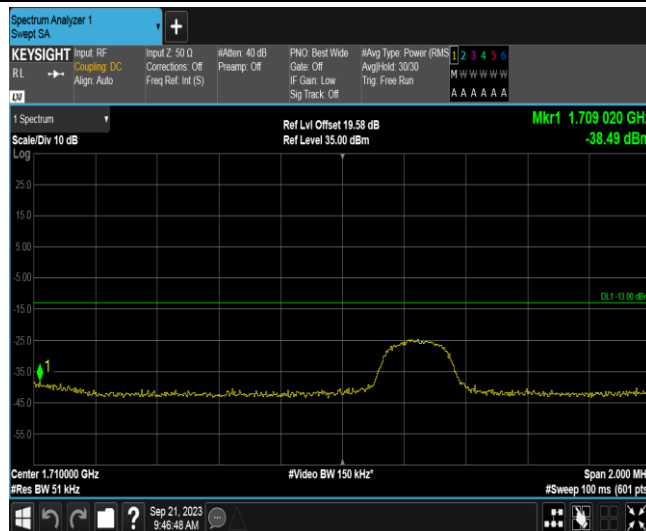 Spectrum Analyzer 1
Swept SA
+
KEYSIGHT
RL
LXI
Input: RF
Coupling: DC
Align: Auto
Input Z: 50 Ω
Corrections: Off
Freq Ref: Int (S)
#Atten: 40 dB
Preamp: Off
PNO: Best Wide
Gate: Off
IF Gain: Low
Sig Track: Off
#Avg Type: Power (RMS
Avg|Hold: 30/30
Trig: Free Run
1 2 3 4 5 6
M W W W W W
A A A A A A
1 Spectrum
Scale/Div 10 dB
Log
Ref Lvl Offset 19.58 dB
Ref Level 35.00 dBm
Mkr1 1.709 020 GHz
-38.49 dBm
25.0
15.0
5.00
-5.00
-15.0
-25.0
-35.0
-45.0
-55.0
DL1 -13.00 dBm
1
Center 1.710000 GHz
#Res BW 51 kHz
#Video BW 150 kHz*
Span 2.000 MH
#Sweep 100 ms (601 pts
?
Sep 21, 2023
9:46:48 AM